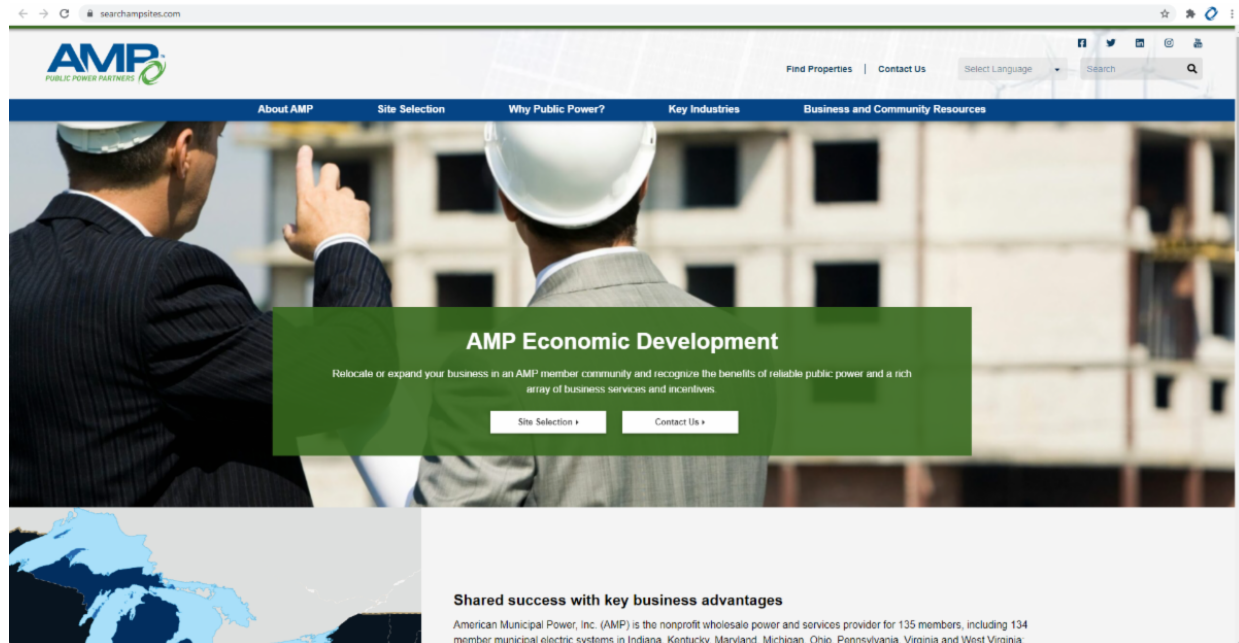 searchampsites.com
AMP
PUBLIC POWER PARTNERS
Find Properties | Contact Us
Select Language
Search
About AMP
Site Selection
Why Public Power?
Key Industries
Business and Community Resources
AMP Economic Development
Relocate or expand your business in an AMP member community and recognize the benefits of reliable public power and a rich
array of business services and incentives.
Site Selection
Contact Us
Shared success with key business advantages
American Municipal Power, Inc. (AMP) is the nonprofit wholesale power and services provider for 135 members, including 134
member municipal electric systems in Indiana, Kentucky, Maryland, Michigan, Ohio, Pennsylvania, Virginia and West Virginia;